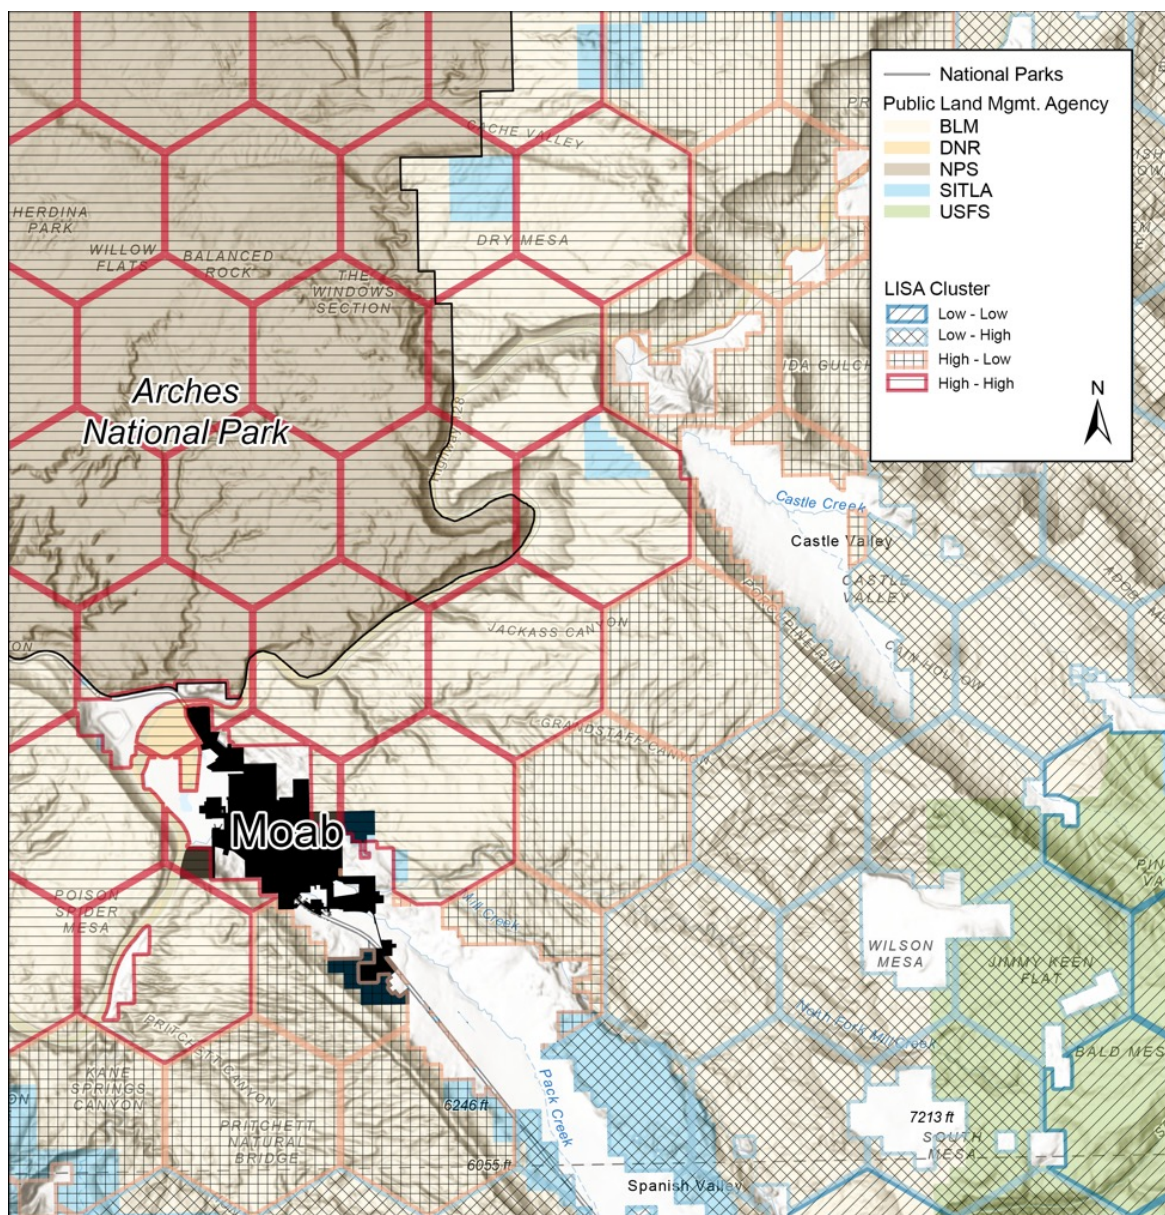 National Parks
Public Land Mgmt. Agency
BLM
DNR
NPS
SITLA
USFS
LISA Cluster
Low - Low
Low - High
High - Low
High - High
N
CACHE VALLEY
HERDINA
PARK
WILLOW
FLATS
BALANCED
ROCK
DRY MESA
THE
WINDOWS
SECTION
IDA GULCH
Arches
National Park
Highway 128
Castle Creek
Castle Valley
CASTLE
VALLEY
PORCUPINE RIM
JACKASS CANYON
CAIN HOLLOW
GRANDSTAFF CANYON
Moab
POISON
SPIDER
MESA
Mill Creek
WILSON
MESA
JIMMY KEEN
FLAT
North Fork Mill Creek
PRITCHETT CANYON
BALD MES
KANE
SPRINGS
CANYON
Pack Creek
6246 ft
7213 ft
PRITCHETT
NATURAL
BRIDGE
SOUTH
MESA
6055 ft
Spanish Valley